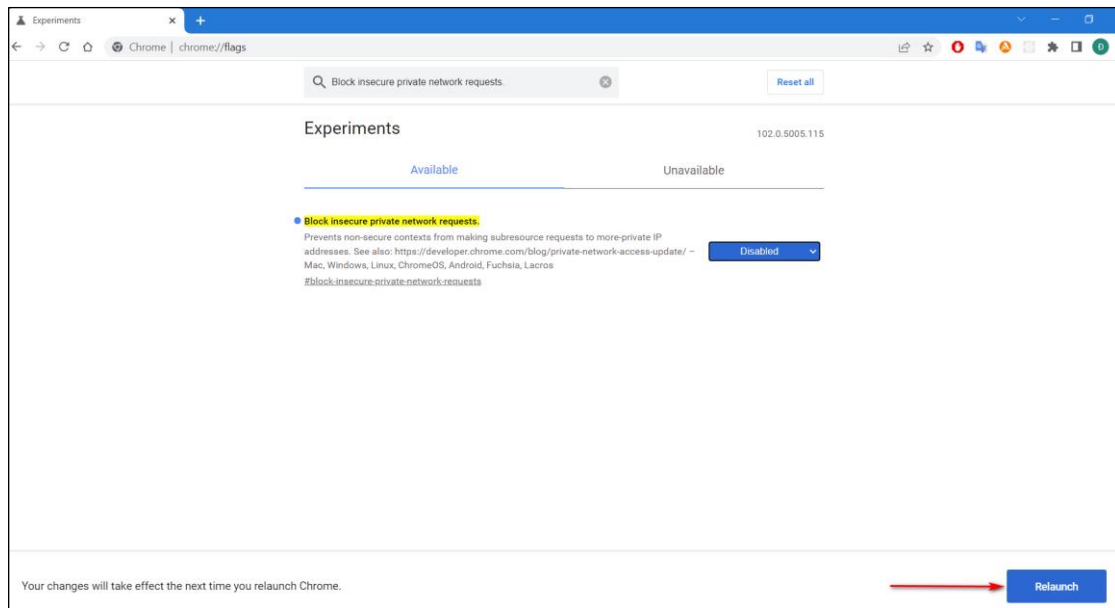 Experiments
Chrome | chrome://flags
D
Block insecure private network requests.
Reset all
Experiments
102.0.5005.115
Available
Unavailable
Block insecure private network requests.
Prevents non-secure contexts from making subresource requests to more-private IP
addresses. See also: https://developer.chrome.com/blog/private-network-access-update/ –
Mac, Windows, Linux, ChromeOS, Android, Fuchsia, Lacros
#block-insecure-private-network-requests
Disabled
Your changes will take effect the next time you relaunch Chrome.
Relaunch